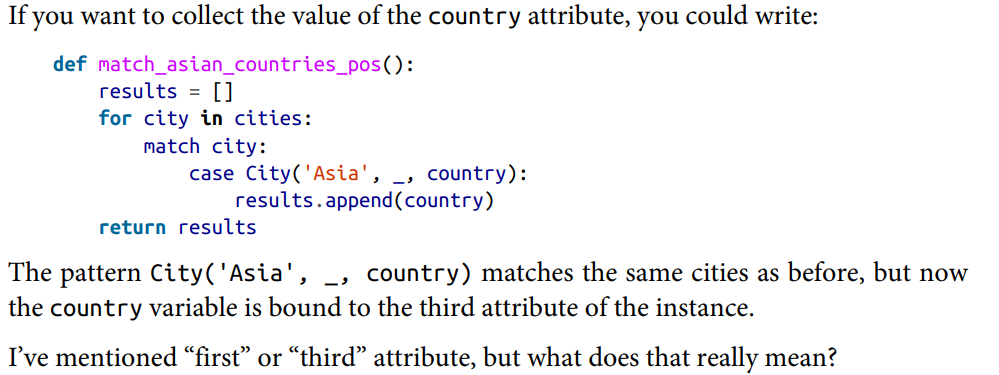 If you want to collect the value of the country attribute, you could write:
def match_asian_countries_pos():
    results = []
    for city in cities:
        match city:
            case City('Asia', _, country):
                results.append(country)
    return results
The pattern City('Asia', _, country) matches the same cities as before, but now
the country variable is bound to the third attribute of the instance.
I’ve mentioned “first” or “third” attribute, but what does that really mean?